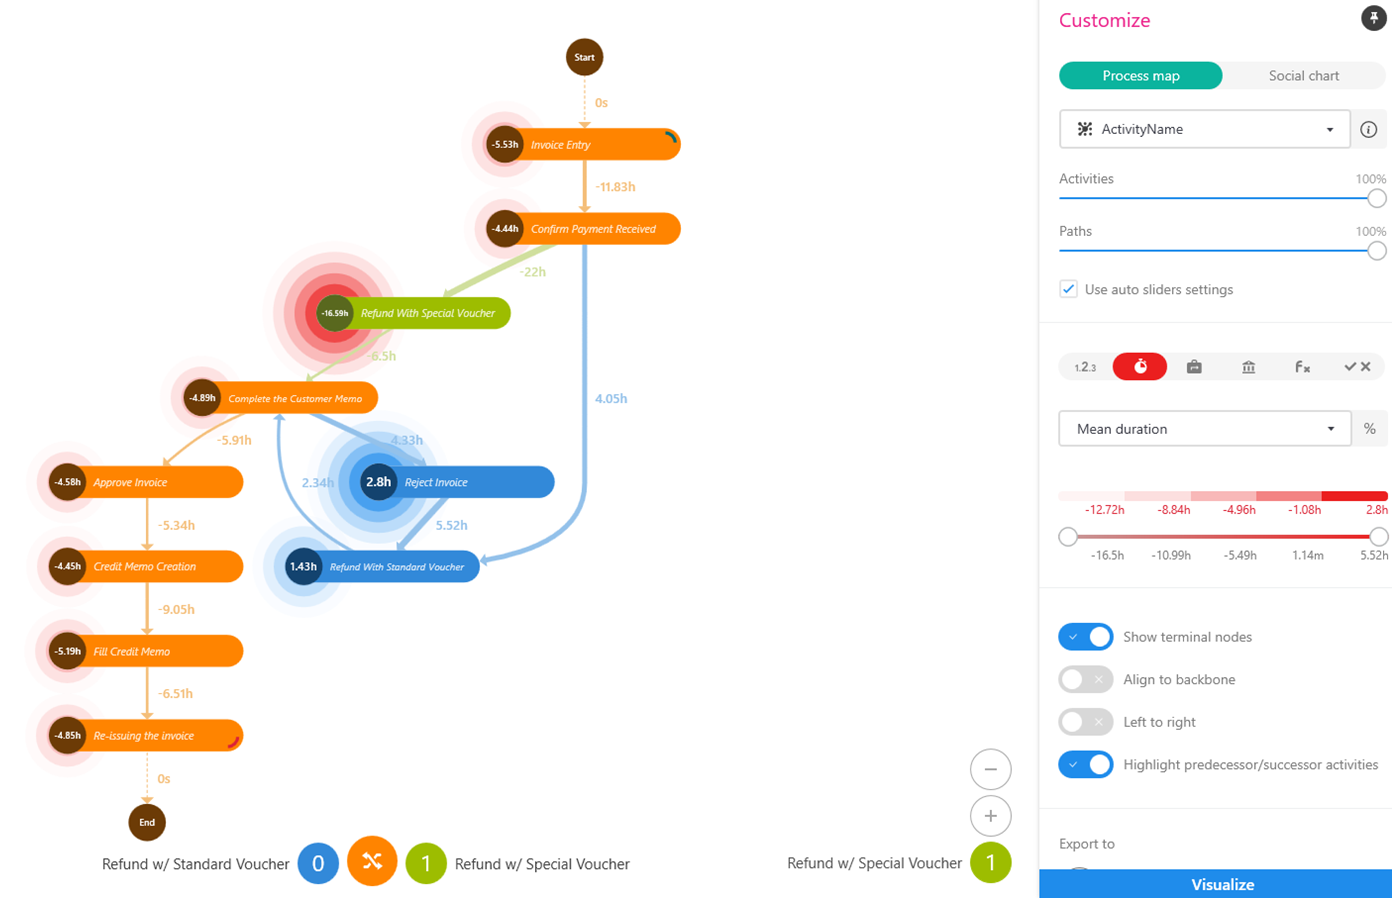 Start
0s
-5.53h Invoice Entry
-11.83h
-4.44h Confirm Payment Received
-22h
-16.59h Refund With Special Voucher
-6.5h
-4.89h Complete the Customer Memo
4.05h
-5.91h
4.33h
-4.58h Approve Invoice
2.34h
2.8h Reject Invoice
-5.34h
5.52h
-4.45h Credit Memo Creation
1.43h Refund With Standard Voucher
-9.05h
-5.19h Fill Credit Memo
-6.51h
-4.85h Re-issuing the invoice
0s
End
Refund w/ Standard Voucher 0 1 Refund w/ Special Voucher
Refund w/ Special Voucher 1
Customize
Process map Social chart
ActivityName
Activities 100%
Paths 100%
Use auto sliders settings
1.2.3 Fx
Mean duration %
-12.72h -8.84h -4.96h -1.08h 2.8h
-16.5h -10.99h -5.49h 1.14m 5.52h
Show terminal nodes
Align to backbone
Left to right
Highlight predecessor/successor activities
Export to
Visualize